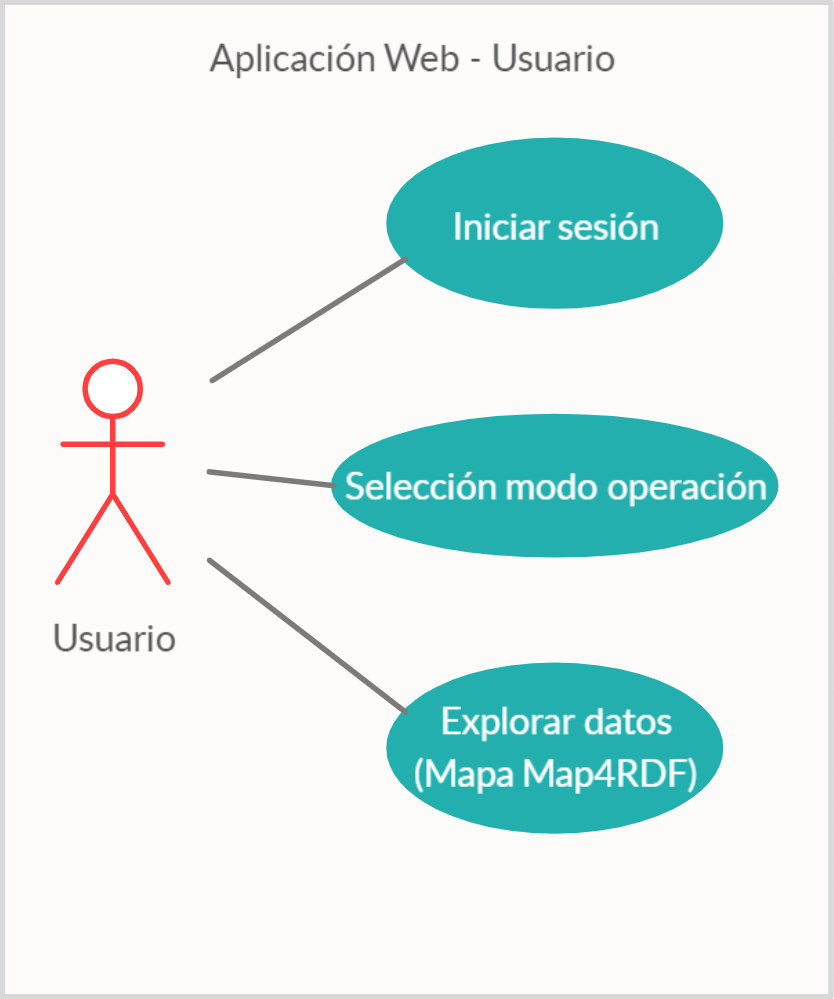 Aplicación Web - Usuario
Iniciar sesión
Selección modo operación
Usuario
Explorar datos
(Mapa Map4RDF)